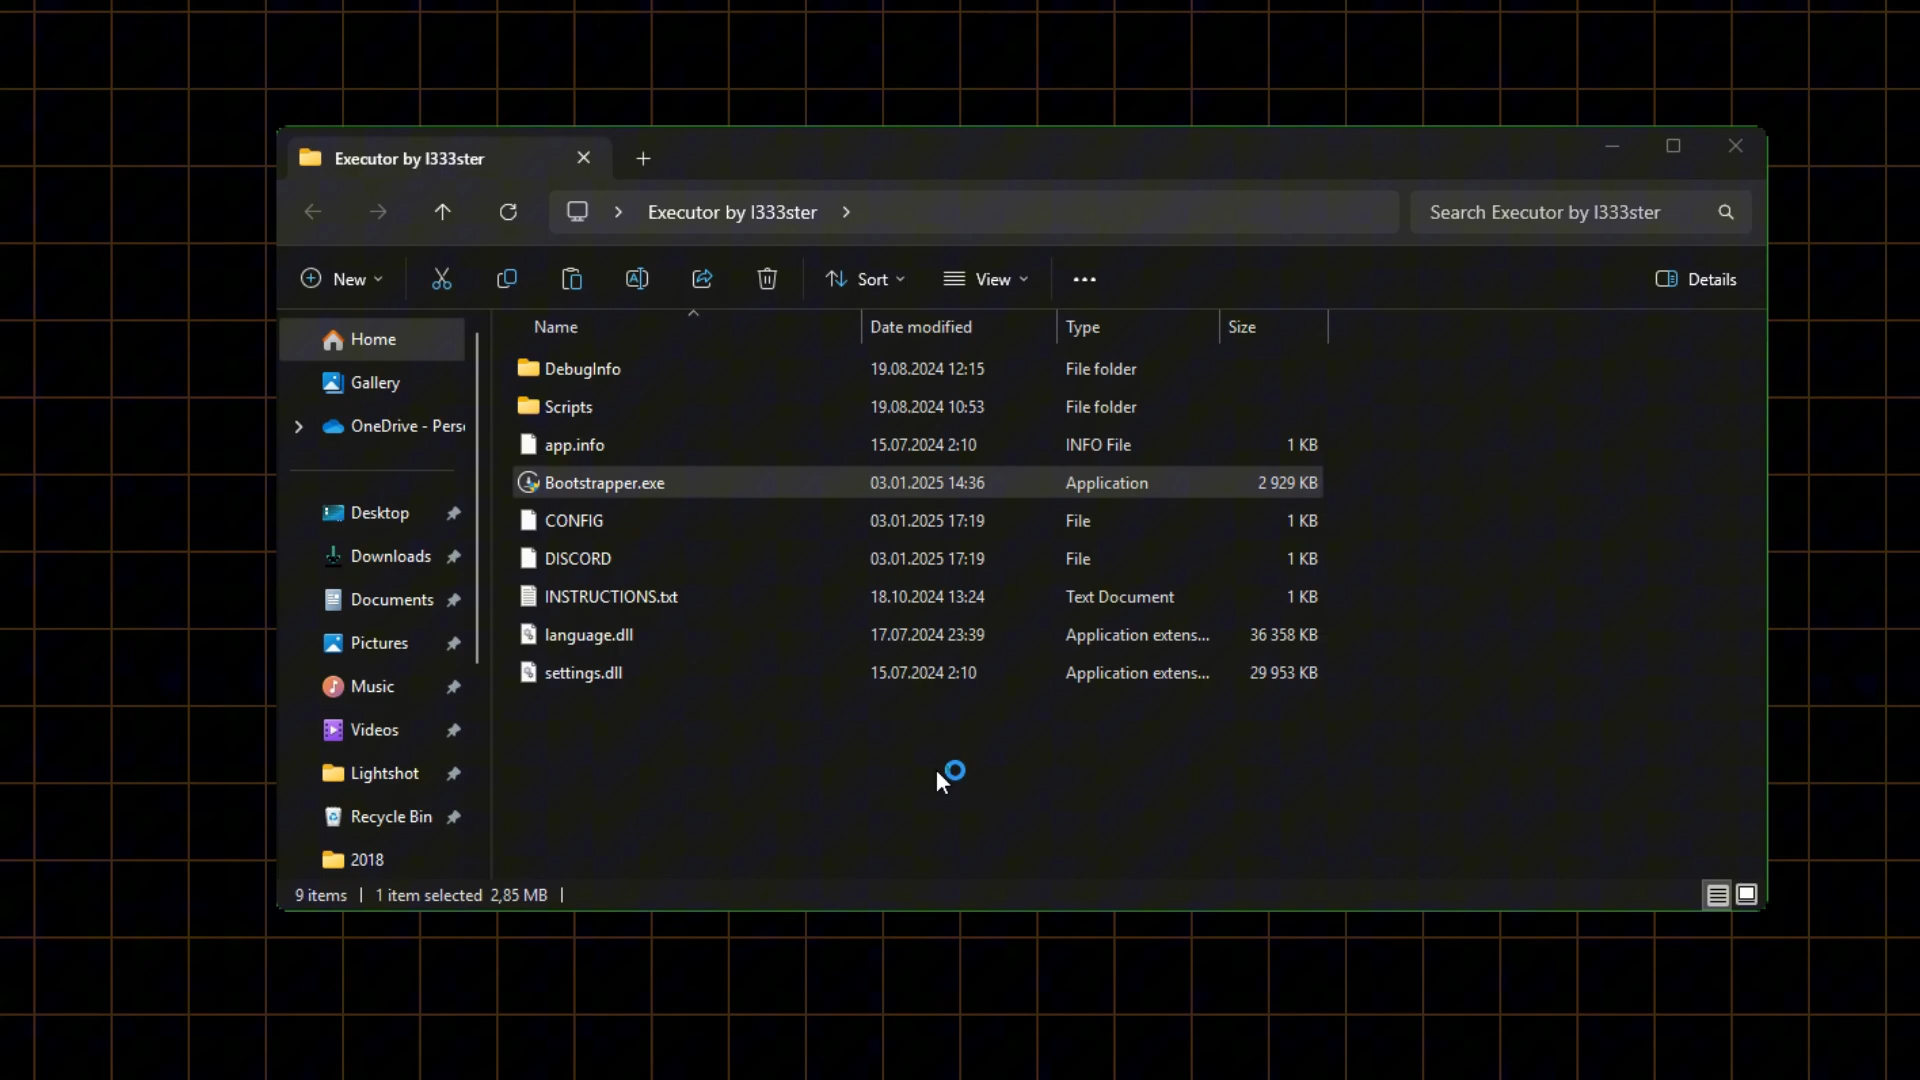 Executor by l333ster
Executor by l333ster
Search Executor by l333ster
New
Sort
View
Details
Name Date modified Type Size
Home
Gallery
OneDrive - Pers
Desktop
Downloads
Documents
Pictures
Music
Videos
Lightshot
Recycle Bin
2018
DebugInfo 19.08.2024 12:15 File folder
Scripts 19.08.2024 10:53 File folder
app.info 15.07.2024 2:10 INFO File 1 KB
Bootstrapper.exe 03.01.2025 14:36 Application 2 929 KB
CONFIG 03.01.2025 17:19 File 1 KB
DISCORD 03.01.2025 17:19 File 1 KB
INSTRUCTIONS.txt 18.10.2024 13:24 Text Document 1 KB
language.dll 17.07.2024 23:39 Application extens... 36 358 KB
settings.dll 15.07.2024 2:10 Application extens... 29 953 KB
9 items | 1 item selected 2,85 MB |